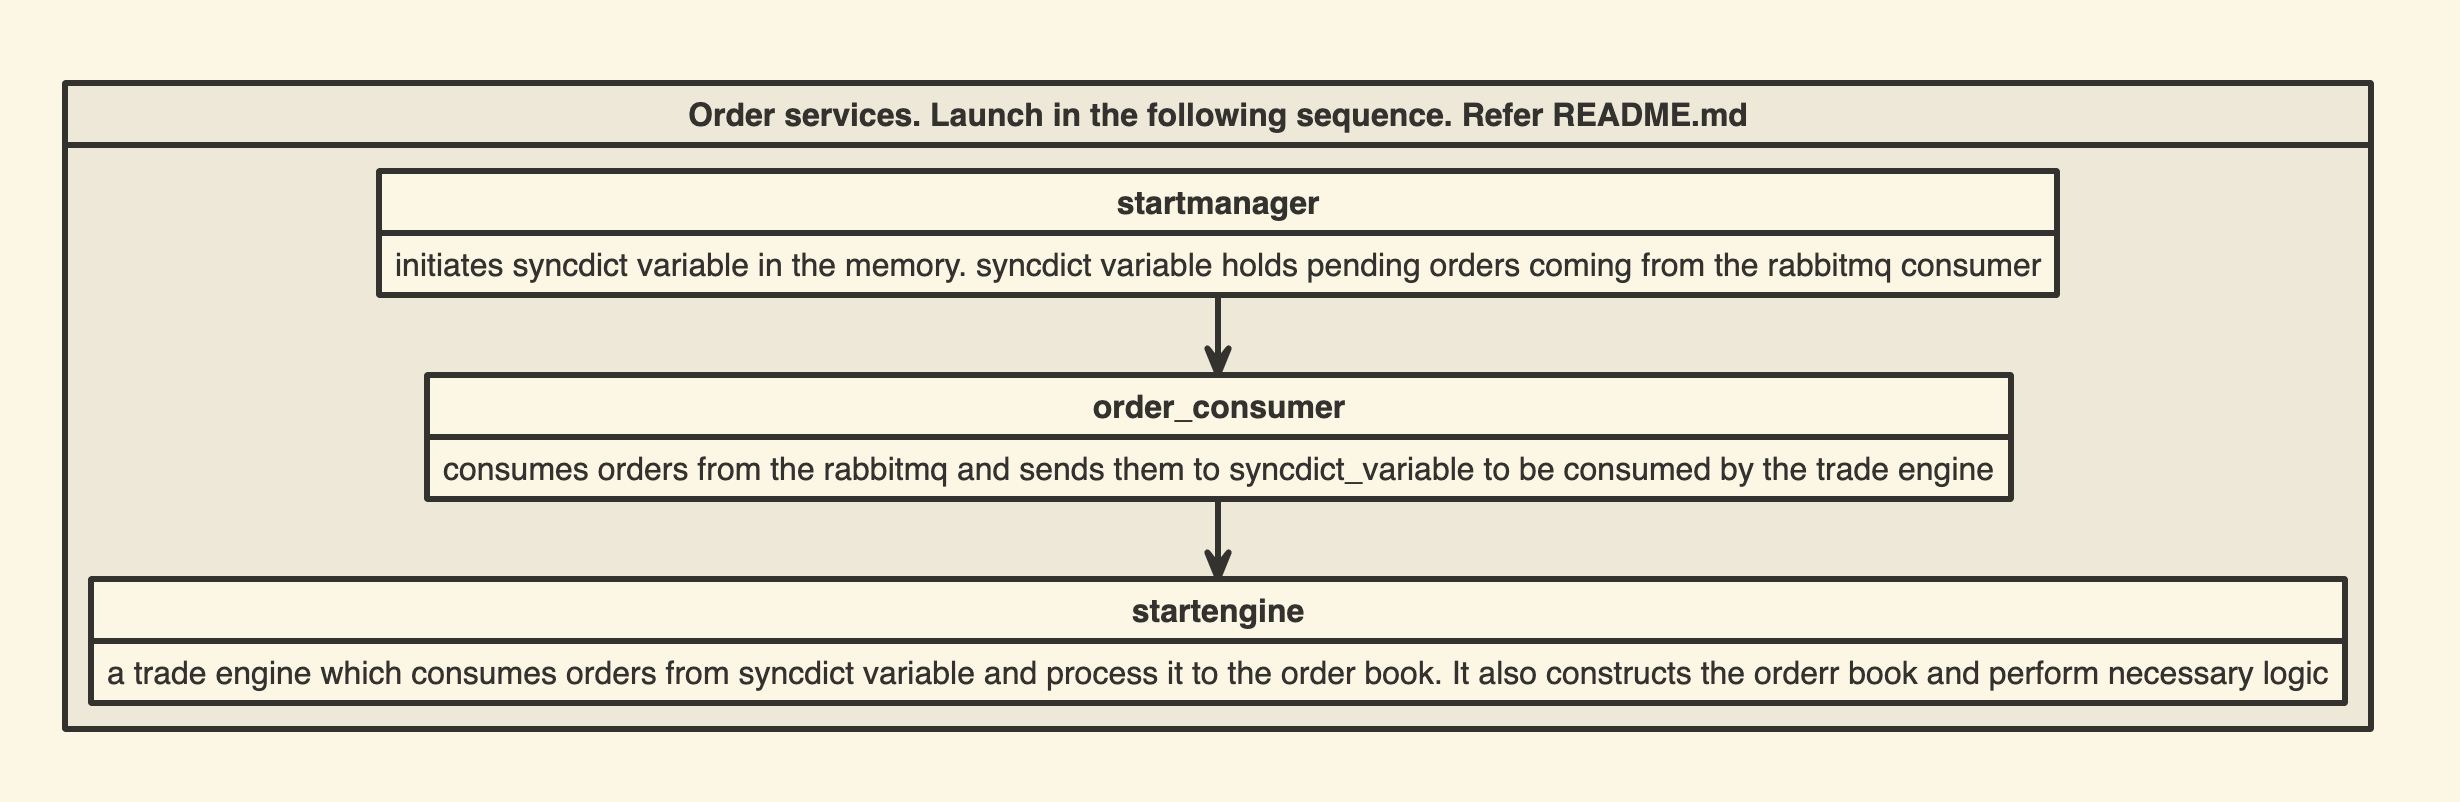 Order services. Launch in the following sequence. Refer README.md
startmanager
initiates syncdict variable in the memory. syncdict variable holds pending orders coming from the rabbitmq consumer
order_consumer
consumes orders from the rabbitmq and sends them to syncdict_variable to be consumed by the trade engine
startengine
a trade engine which consumes orders from syncdict variable and process it to the order book. It also constructs the orderr book and perform necessary logic